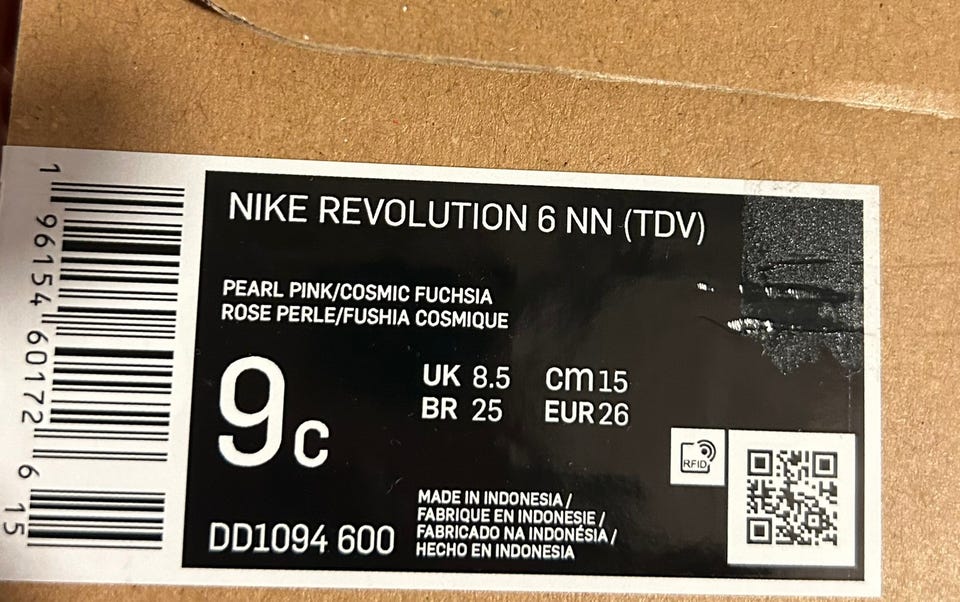 NIKE REVOLUTION 6 NN (TDV)
PEARL PINK/COSMIC FUCHSIA
ROSE PERLE/FUSHIA COSMIQUE
9c
UK 8.5 cm 15
BR 25 EUR 26
DD1094 600
MADE IN INDONESIA /
FABRIQUE EN INDONESIE /
FABRICADO NA INDONÉSIA /
HECHO EN INDONESIA
RFID
1 96154 60172 6 15